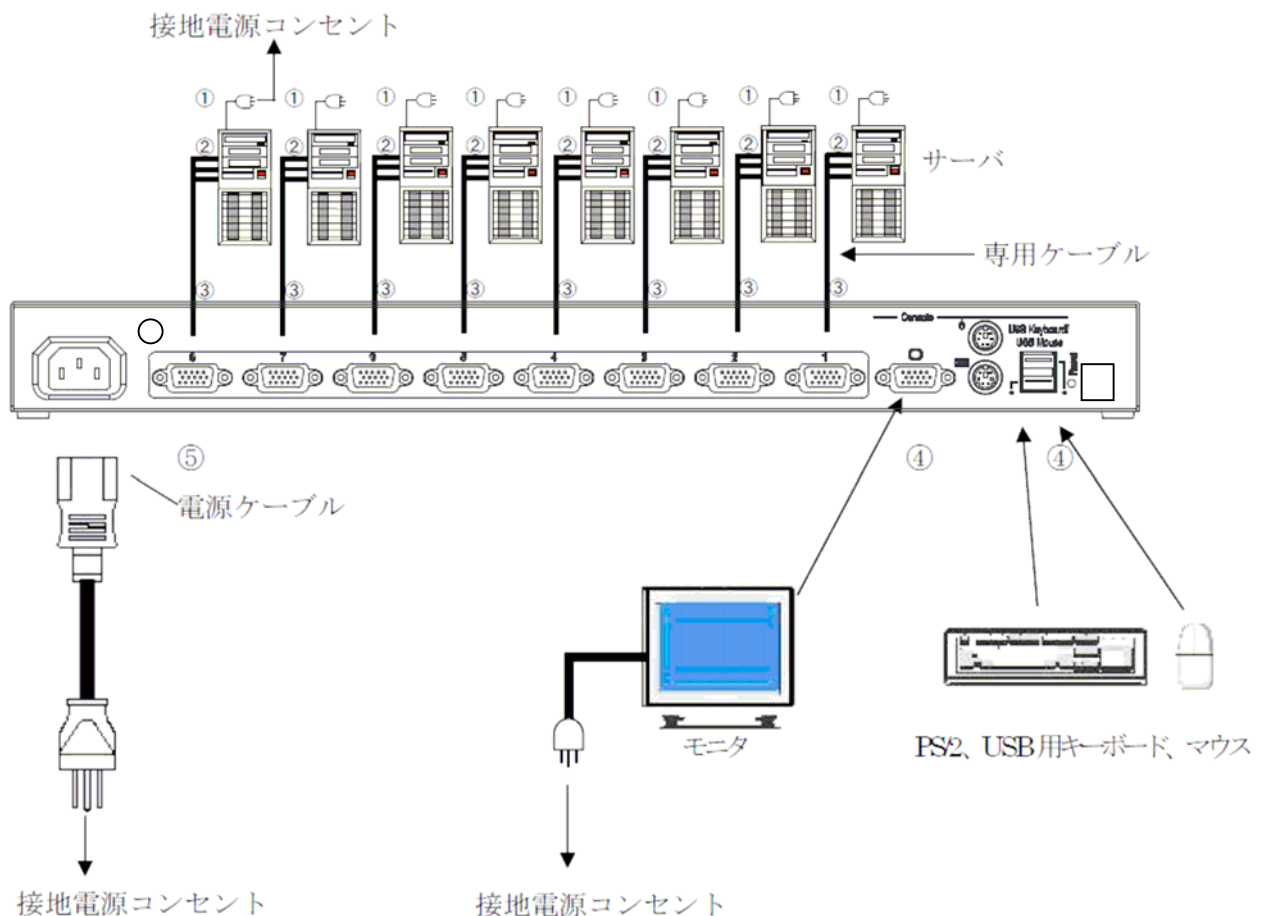 接地電源コンセント
① ① ① ① ① ① ① ①
② ② ② ② ② ② ② ②
サーバ
専用ケーブル
③ ③ ③ ③ ③ ③ ③ ③
Console
USB Keyboard/
USB Mouse
8 7 6 5 4 3 2 1
Reset
⑤
④ ④
電源ケーブル
モニタ
PS/2、USB用キーボード、マウス
接地電源コンセント
接地電源コンセント